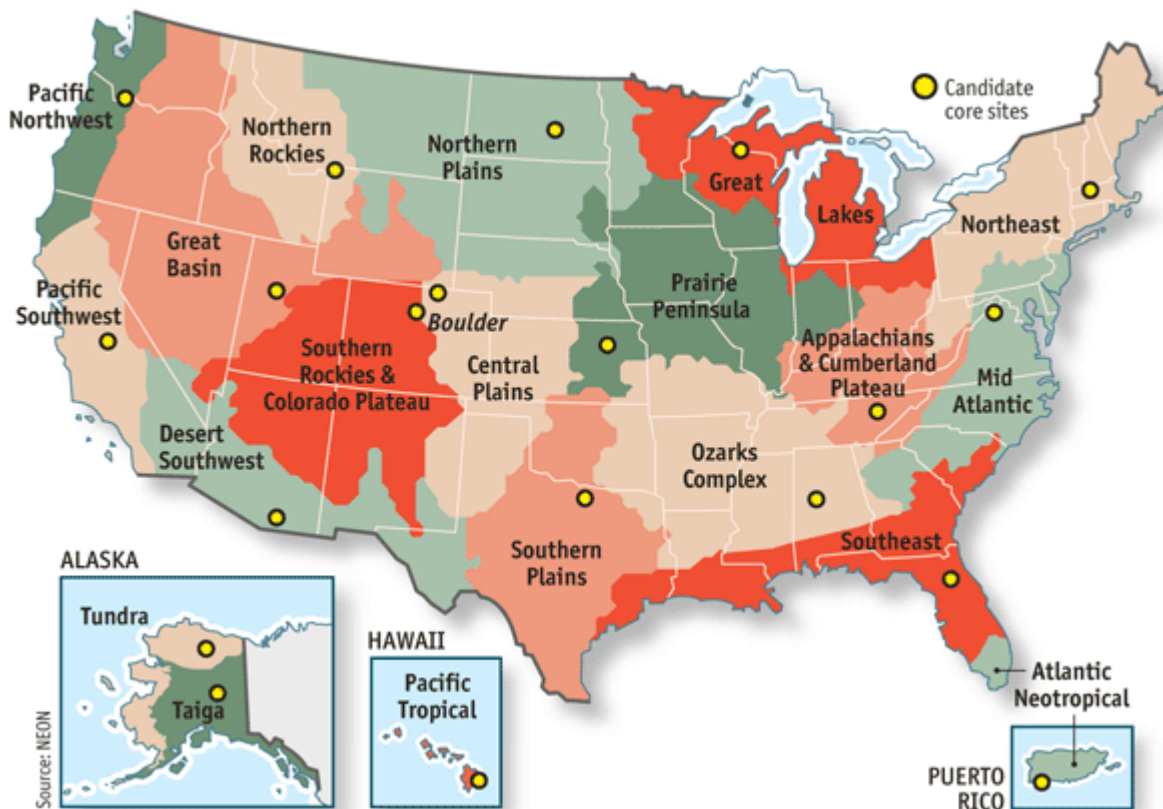 Candidate
core sites
Pacific
Northwest
Northern
Rockies
Northern
Plains
Great
Lakes
Northeast
Great
Basin
Pacific
Southwest
Prairie
Peninsula
Boulder
Southern
Rockies &
Colorado Plateau
Central
Plains
Appalachians
& Cumberland
Plateau
Mid
Atlantic
Desert
Southwest
Ozarks
Complex
Southern
Plains
Southeast
Atlantic
Neotropical
ALASKA
Tundra
Taiga
HAWAII
Pacific
Tropical
PUERTO
RICO
Source: NEON